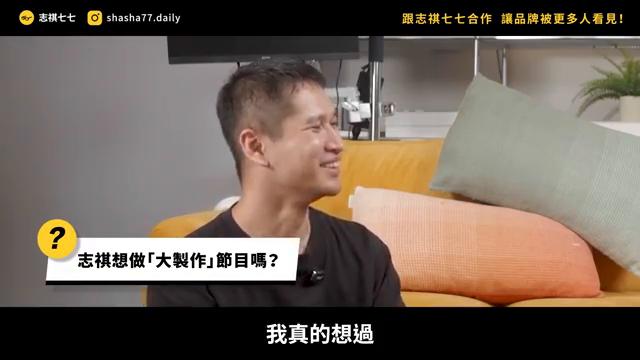 志祺七七 shasha77.daily
跟志祺七七合作 讓品牌被更多人看見!
?
志祺想做「大製作」節目嗎?
我真的想過